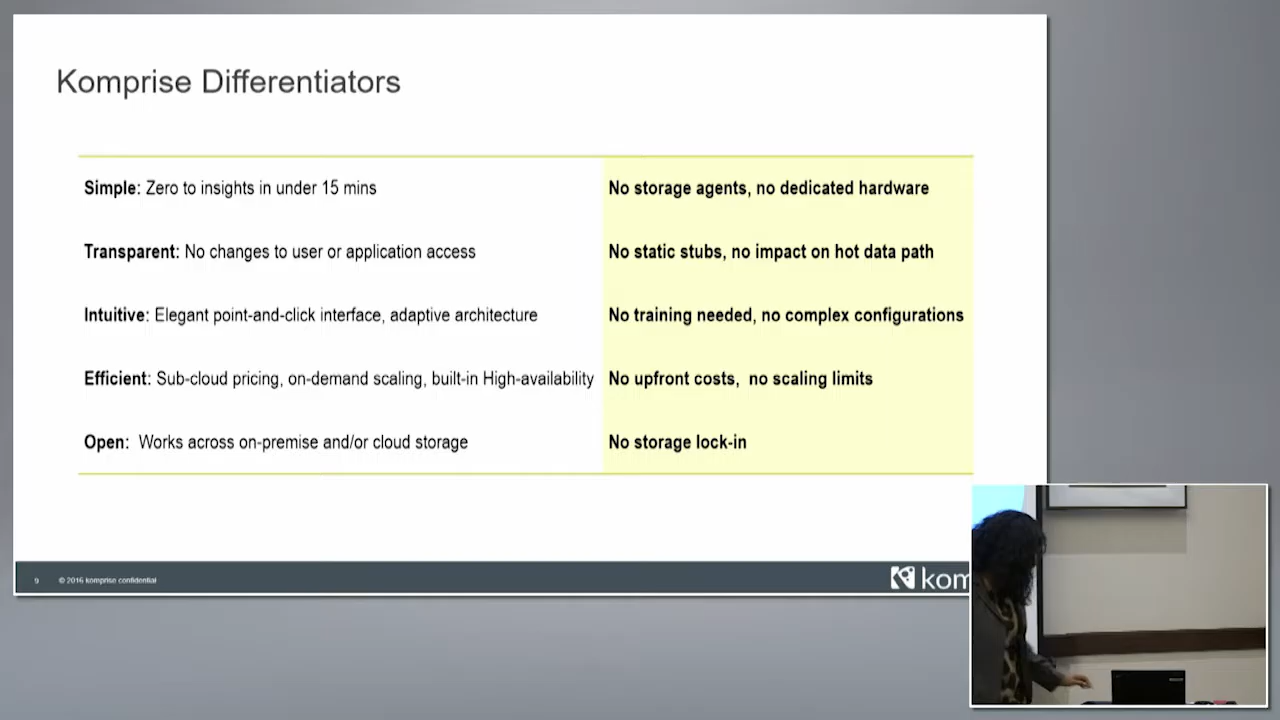 Komprise Differentiators
Simple: Zero to insights in under 15 mins
No storage agents, no dedicated hardware
Transparent: No changes to user or application access
No static stubs, no impact on hot data path
Intuitive: Elegant point-and-click interface, adaptive architecture
No training needed, no complex configurations
Efficient: Sub-cloud pricing, on-demand scaling, built-in High-availability
No upfront costs, no scaling limits
Open: Works across on-premise and/or cloud storage
No storage lock-in
9 © 2016 komprise confidential
kom